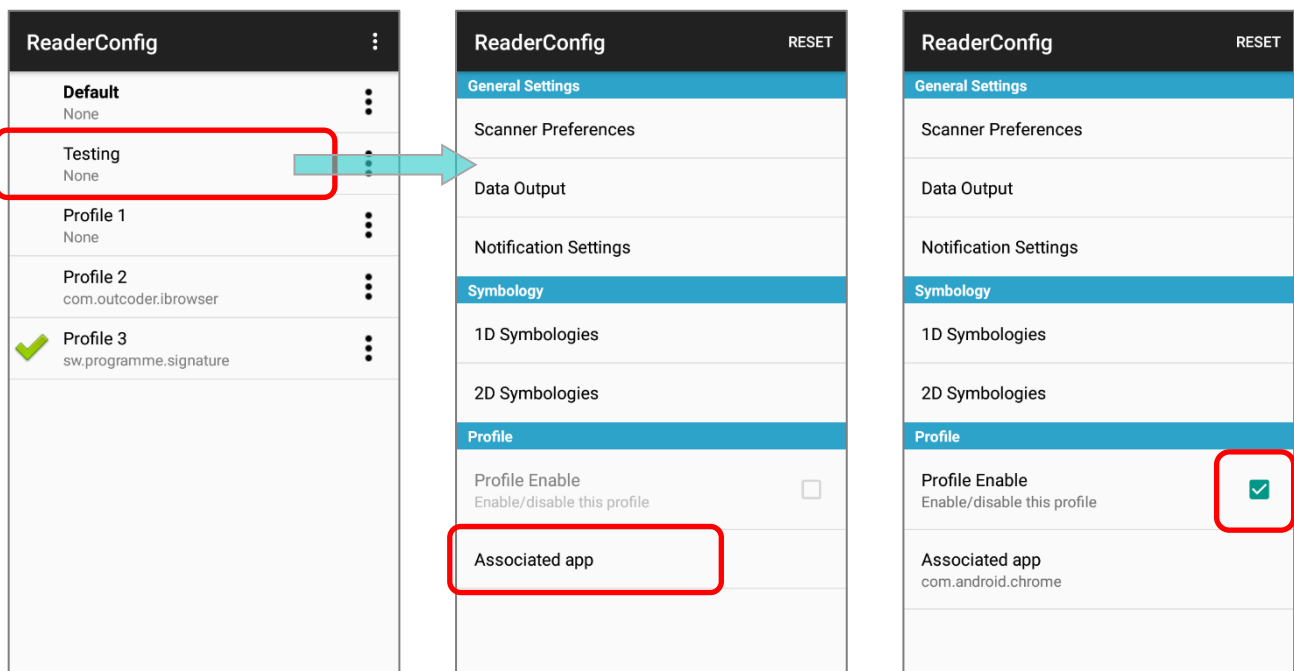 ReaderConfig
Default
None
Testing
None
Profile 1
None
Profile 2
com.outcoder.ibrowser
Profile 3
sw.programme.signature
ReaderConfig RESET
General Settings
Scanner Preferences
Data Output
Notification Settings
Symbology
1D Symbologies
2D Symbologies
Profile
Profile Enable
Enable/disable this profile
Associated app
ReaderConfig RESET
General Settings
Scanner Preferences
Data Output
Notification Settings
Symbology
1D Symbologies
2D Symbologies
Profile
Profile Enable
Enable/disable this profile
Associated app
com.android.chrome